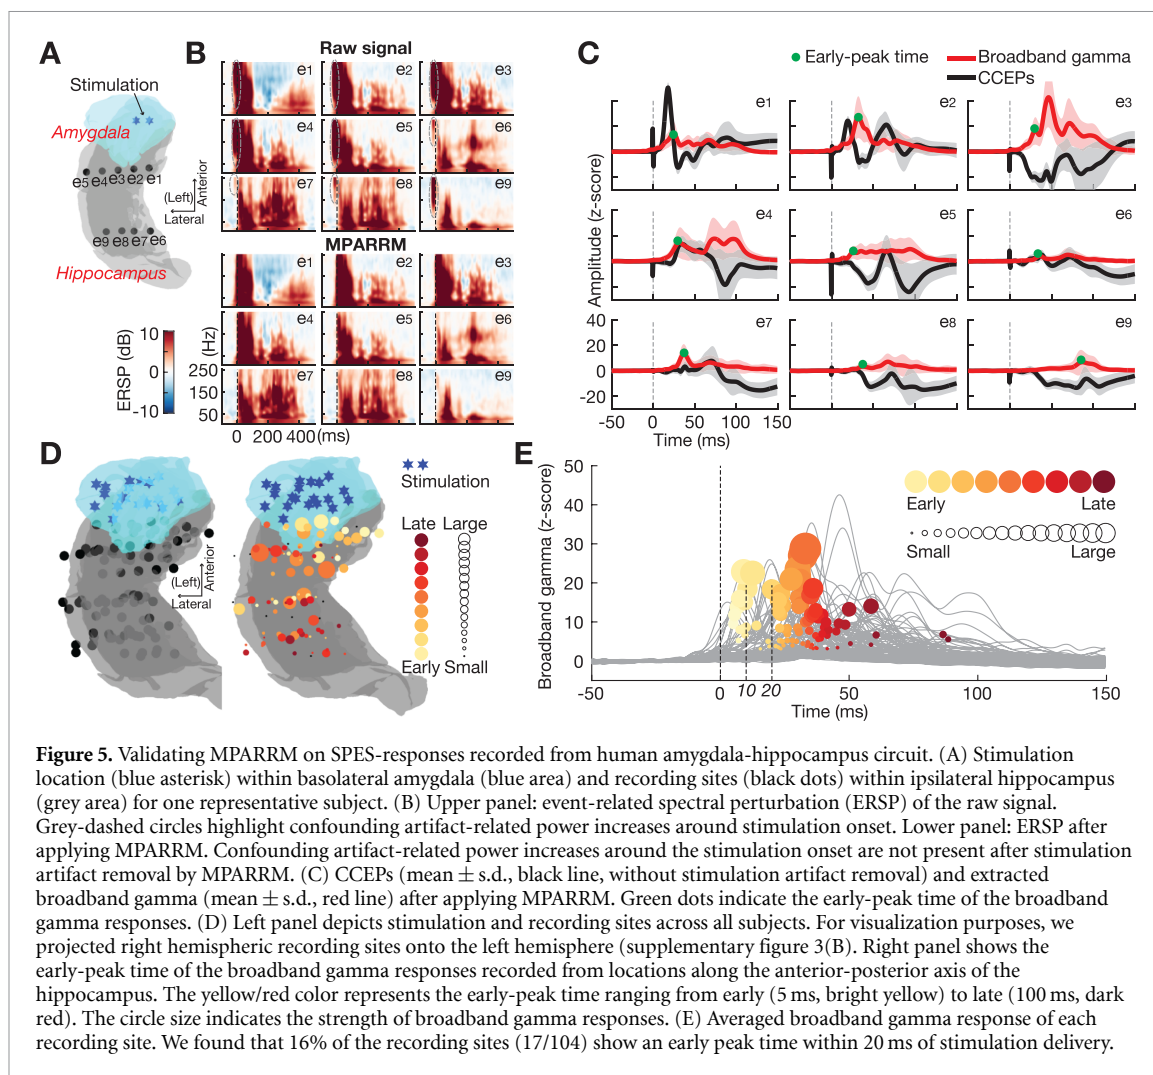 A
Stimulation
Amygdala
e5 e4 e3 e2 e1
(Left)
Anterior
Lateral
e9 e8 e7 e6
Hippocampus
B
Raw signal
e1 e2 e3
e4 e5 e6
e7 e8 e9
MPARRM
e1 e2 e3
e4 e5 e6
e7 e8 e9
ERSP (dB)
10
0
-10
(Hz)
250
150
50
0 200 400 (ms)
C
Early-peak time
Broadband gamma
CCEPs
e1 e2 e3
e4 e5 e6
e7 e8 e9
Amplitude (z-score)
40
20
0
-20
-50 0 50 100 150
Time (ms)
D
Stimulation
(Left)
Anterior
Lateral
Late Large
Early Small
E
Broadband gamma (z-score)
50
40
30
20
10
0
Early Late
Small Large
-50 0 10 20 50 100 150
Time (ms)
Figure 5. Validating MPARRM on SPES-responses recorded from human amygdala-hippocampus circuit. (A) Stimulation
location (blue asterisk) within basolateral amygdala (blue area) and recording sites (black dots) within ipsilateral hippocampus
(grey area) for one representative subject. (B) Upper panel: event-related spectral perturbation (ERSP) of the raw signal.
Grey-dashed circles highlight confounding artifact-related power increases around stimulation onset. Lower panel: ERSP after
applying MPARRM. Confounding artifact-related power increases around the stimulation onset are not present after stimulation
artifact removal by MPARRM. (C) CCEPs (mean ± s.d., black line, without stimulation artifact removal) and extracted
broadband gamma (mean ± s.d., red line) after applying MPARRM. Green dots indicate the early-peak time of the broadband
gamma responses. (D) Left panel depicts stimulation and recording sites across all subjects. For visualization purposes, we
projected right hemispheric recording sites onto the left hemisphere (supplementary figure 3(B). Right panel shows the
early-peak time of the broadband gamma responses recorded from locations along the anterior-posterior axis of the
hippocampus. The yellow/red color represents the early-peak time ranging from early (5 ms, bright yellow) to late (100 ms, dark
red). The circle size indicates the strength of broadband gamma responses. (E) Averaged broadband gamma response of each
recording site. We found that 16% of the recording sites (17/104) show an early peak time within 20 ms of stimulation delivery.